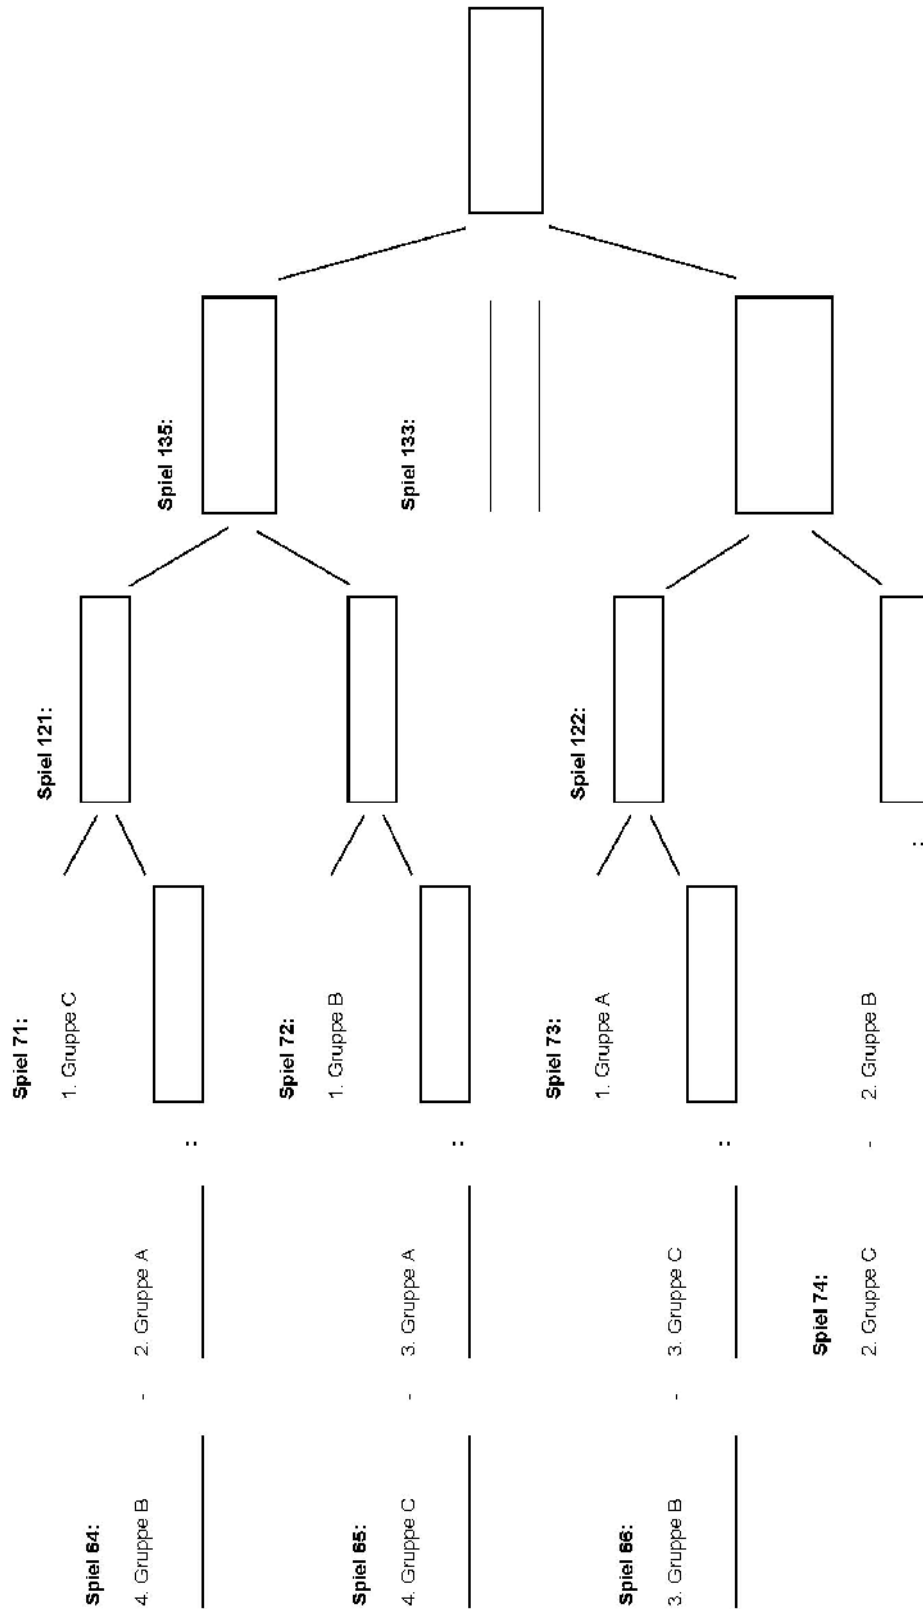 Spiel 64:
4. Gruppe B - 2. Gruppe A
:
Spiel 71:
1. Gruppe C
Spiel 121:
Spiel 135:
Spiel 65:
4. Gruppe C - 3. Gruppe A
:
Spiel 72:
1. Gruppe B
Spiel 133:
Spiel 66:
3. Gruppe B - 3. Gruppe C
:
Spiel 73:
1. Gruppe A
Spiel 122:
Spiel 74:
2. Gruppe C - 2. Gruppe B
: